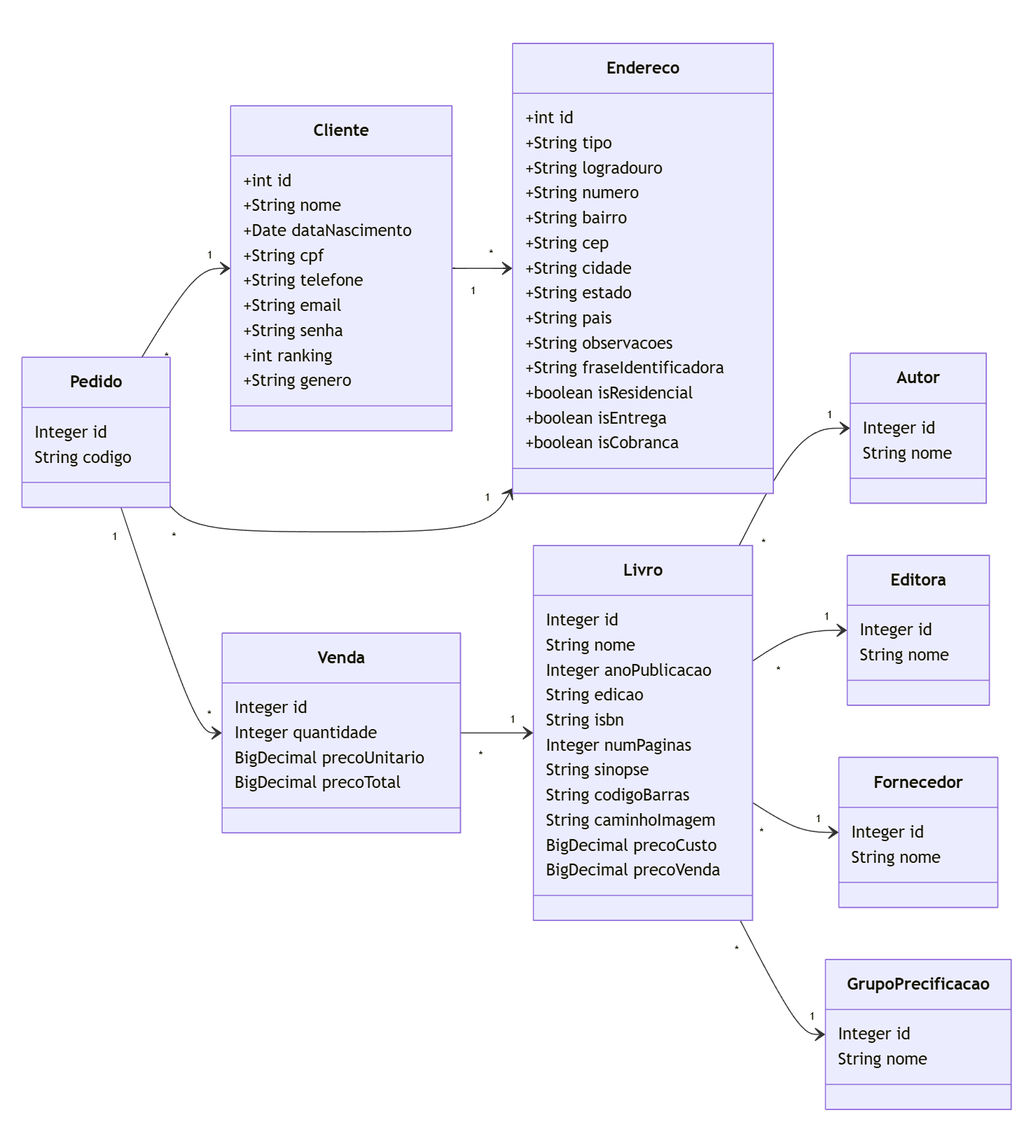 Endereco
+int id
+String tipo
+String logradouro
+String numero
+String bairro
+String cep
+String cidade
+String estado
+String pais
+String observacoes
+String fraseIdentificadora
+boolean isResidencial
+boolean isEntrega
+boolean isCobranca
Cliente
+int id
+String nome
+Date dataNascimento
+String cpf
+String telefone
+String email
+String senha
+int ranking
+String genero
1
*
*
1
Pedido
Integer id
String codigo
1
*
1
*
Autor
Integer id
String nome
1
*
Venda
Integer id
Integer quantidade
BigDecimal precoUnitario
BigDecimal precoTotal
*
1
*
Livro
Integer id
String nome
Integer anoPublicacao
String edicao
String isbn
Integer numPaginas
String sinopse
String codigoBarras
String caminhoImagem
BigDecimal precoCusto
BigDecimal precoVenda
Editora
Integer id
String nome
1
*
Fornecedor
Integer id
String nome
1
*
GrupoPrecificacao
Integer id
String nome
*
1